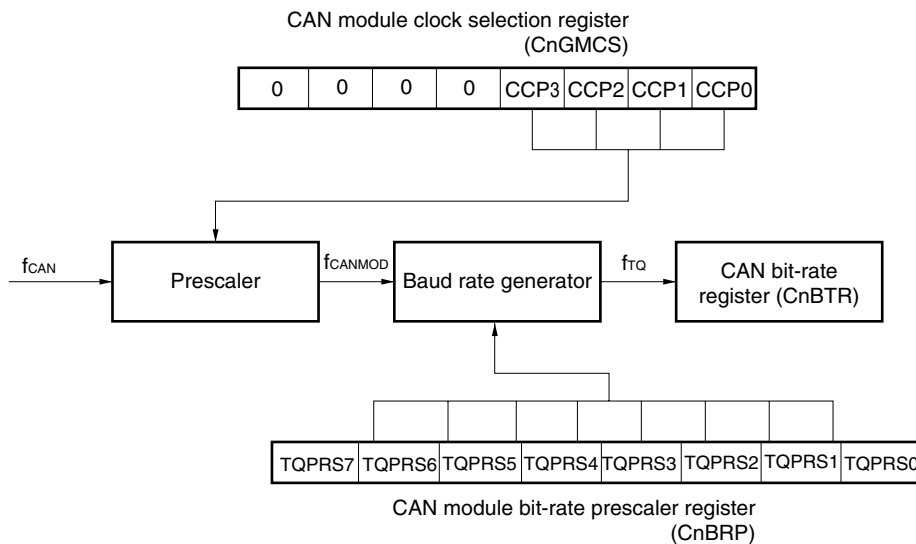 CAN module clock selection register
(CnGMCS)
0 0 0 0 CCP3 CCP2 CCP1 CCP0
fCAN
Prescaler
fCANMOD
Baud rate generator
fTQ
CAN bit-rate
register (CnBTR)
TQPRS7 TQPRS6 TQPRS5 TQPRS4 TQPRS3 TQPRS2 TQPRS1 TQPRS0
CAN module bit-rate prescaler register
(CnBRP)